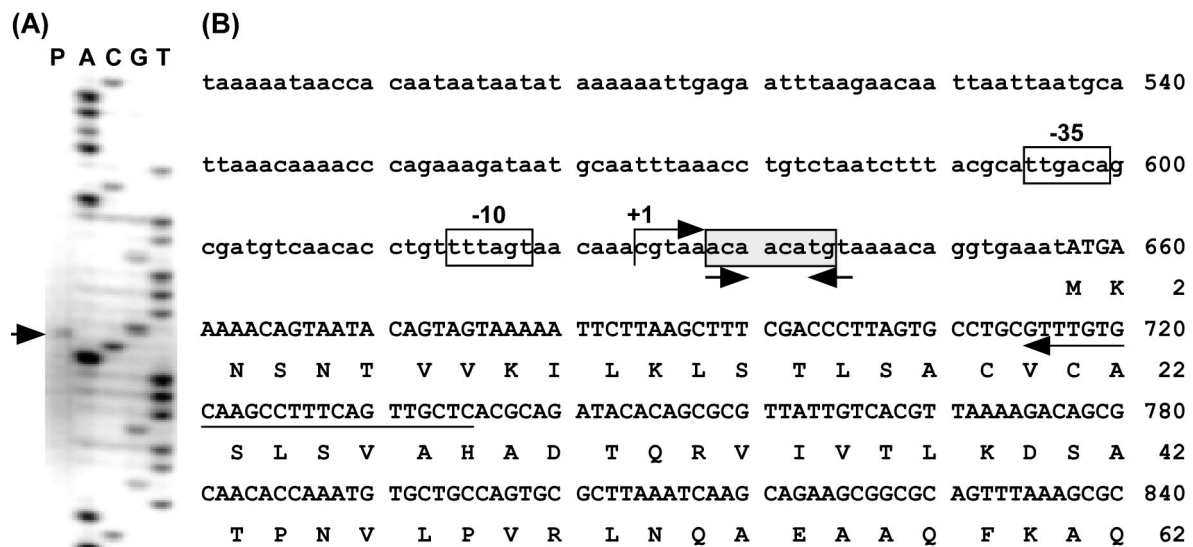 (A) (B)
P A C G T
taaaaataacca caataataatat aaaaaattgaga atttaagaacaa ttaattaatgca 540
-35
ttaaacaaaacc cagaaagataat gcaatttaaacc tgtctaatcttt acgcattgacag 600
-10 +1
cgatgtcaacac ctgttttagtaa caaacgtaaaca acatgtaaaaca ggtgaaatATGA 660
M K 2
AAAACAGTAATA CAGTAGTAAAAA TTCTTAAGCTTT CGACCCTTAGTG CCTGCGTTTGTG 720
N S N T V V K I L K L S T L S A C V C A 22
CAAGCCTTTCAG TTGCTCACGCAG ATACACAGCGCG TTATTGTCACGT TAAAAGACAGCG 780
S L S V A H A D T Q R V I V T L K D S A 42
CAACACCAAATG TGCTGCCAGTGC GCTTAAATCAAG CAGAAGCGGCGC AGTTTAAAGCGC 840
T P N V L P V R L N Q A E A A Q F K A Q 62